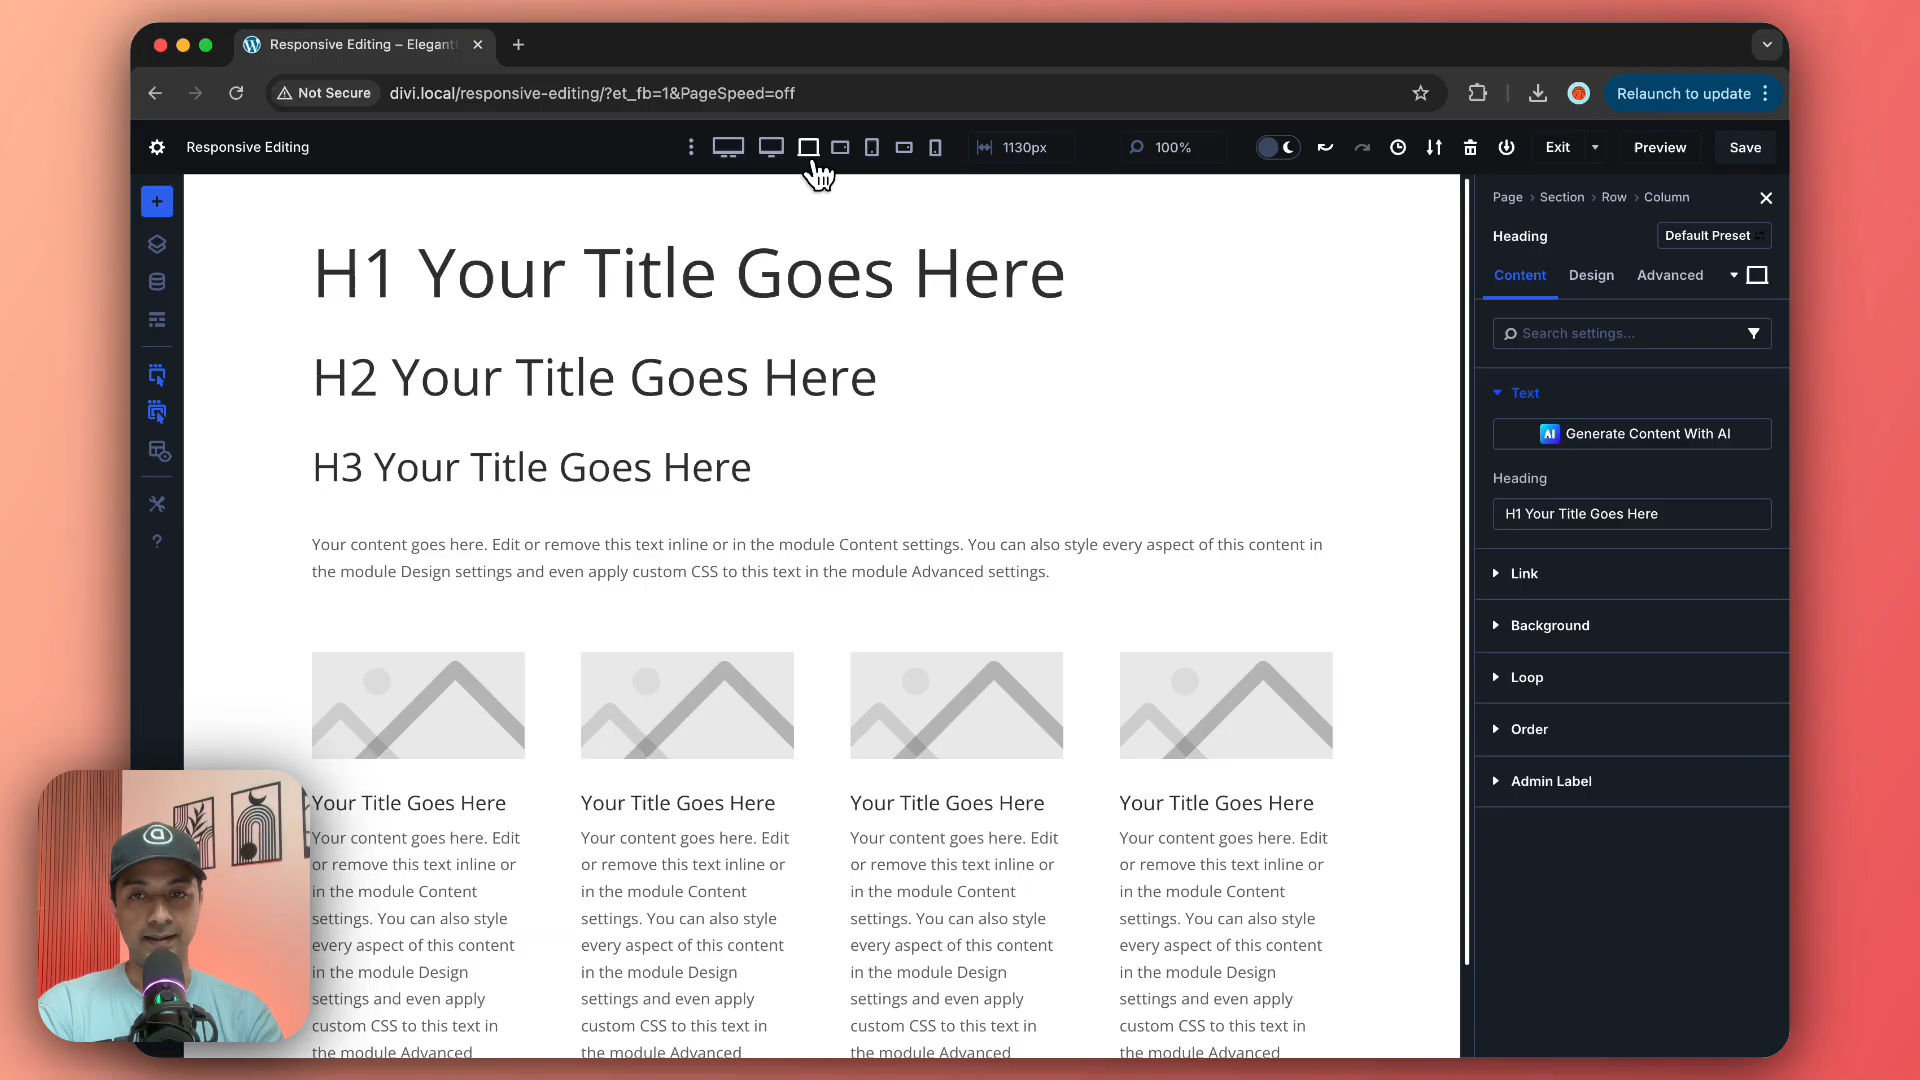 Responsive Editing – Elegant
Not Secure
divi.local/responsive-editing/?et_fb=1&PageSpeed=off
Relaunch to update
Responsive Editing
1130px
100%
Exit
Preview
Save
Page > Section > Row > Column
Heading
Default Preset
Content
Design
Advanced
Search settings...
Text
AI Generate Content With AI
Heading
H1 Your Title Goes Here
Link
Background
Loop
Order
Admin Label
H1 Your Title Goes Here
H2 Your Title Goes Here
H3 Your Title Goes Here
Your content goes here. Edit or remove this text inline or in the module Content settings. You can also style every aspect of this content in
the module Design settings and even apply custom CSS to this text in the module Advanced settings.
Your Title Goes Here
Your content goes here. Edit
or remove this text inline or
in the module Content
settings. You can also style
every aspect of this content
in the module Design
settings and even apply
custom CSS to this text in
the module Advanced
Your Title Goes Here
Your content goes here. Edit
or remove this text inline or
in the module Content
settings. You can also style
every aspect of this content
in the module Design
settings and even apply
custom CSS to this text in
the module Advanced
Your Title Goes Here
Your content goes here. Edit
or remove this text inline or
in the module Content
settings. You can also style
every aspect of this content
in the module Design
settings and even apply
custom CSS to this text in
the module Advanced
Your Title Goes Here
Your content goes here. Edit
or remove this text inline or
in the module Content
settings. You can also style
every aspect of this content
in the module Design
settings and even apply
custom CSS to this text in
the module Advanced